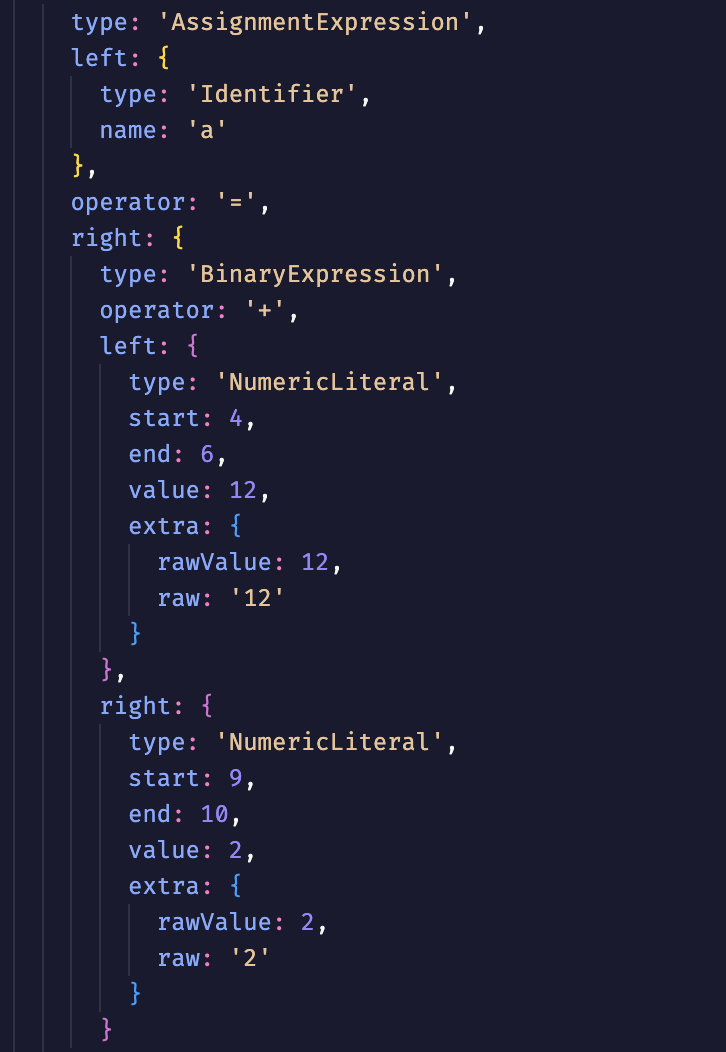 type: 'AssignmentExpression',
left: {
  type: 'Identifier',
  name: 'a'
},
operator: '=',
right: {
  type: 'BinaryExpression',
  operator: '+',
  left: {
    type: 'NumericLiteral',
    start: 4,
    end: 6,
    value: 12,
    extra: {
      rawValue: 12,
      raw: '12'
    }
  },
  right: {
    type: 'NumericLiteral',
    start: 9,
    end: 10,
    value: 2,
    extra: {
      rawValue: 2,
      raw: '2'
    }
  }